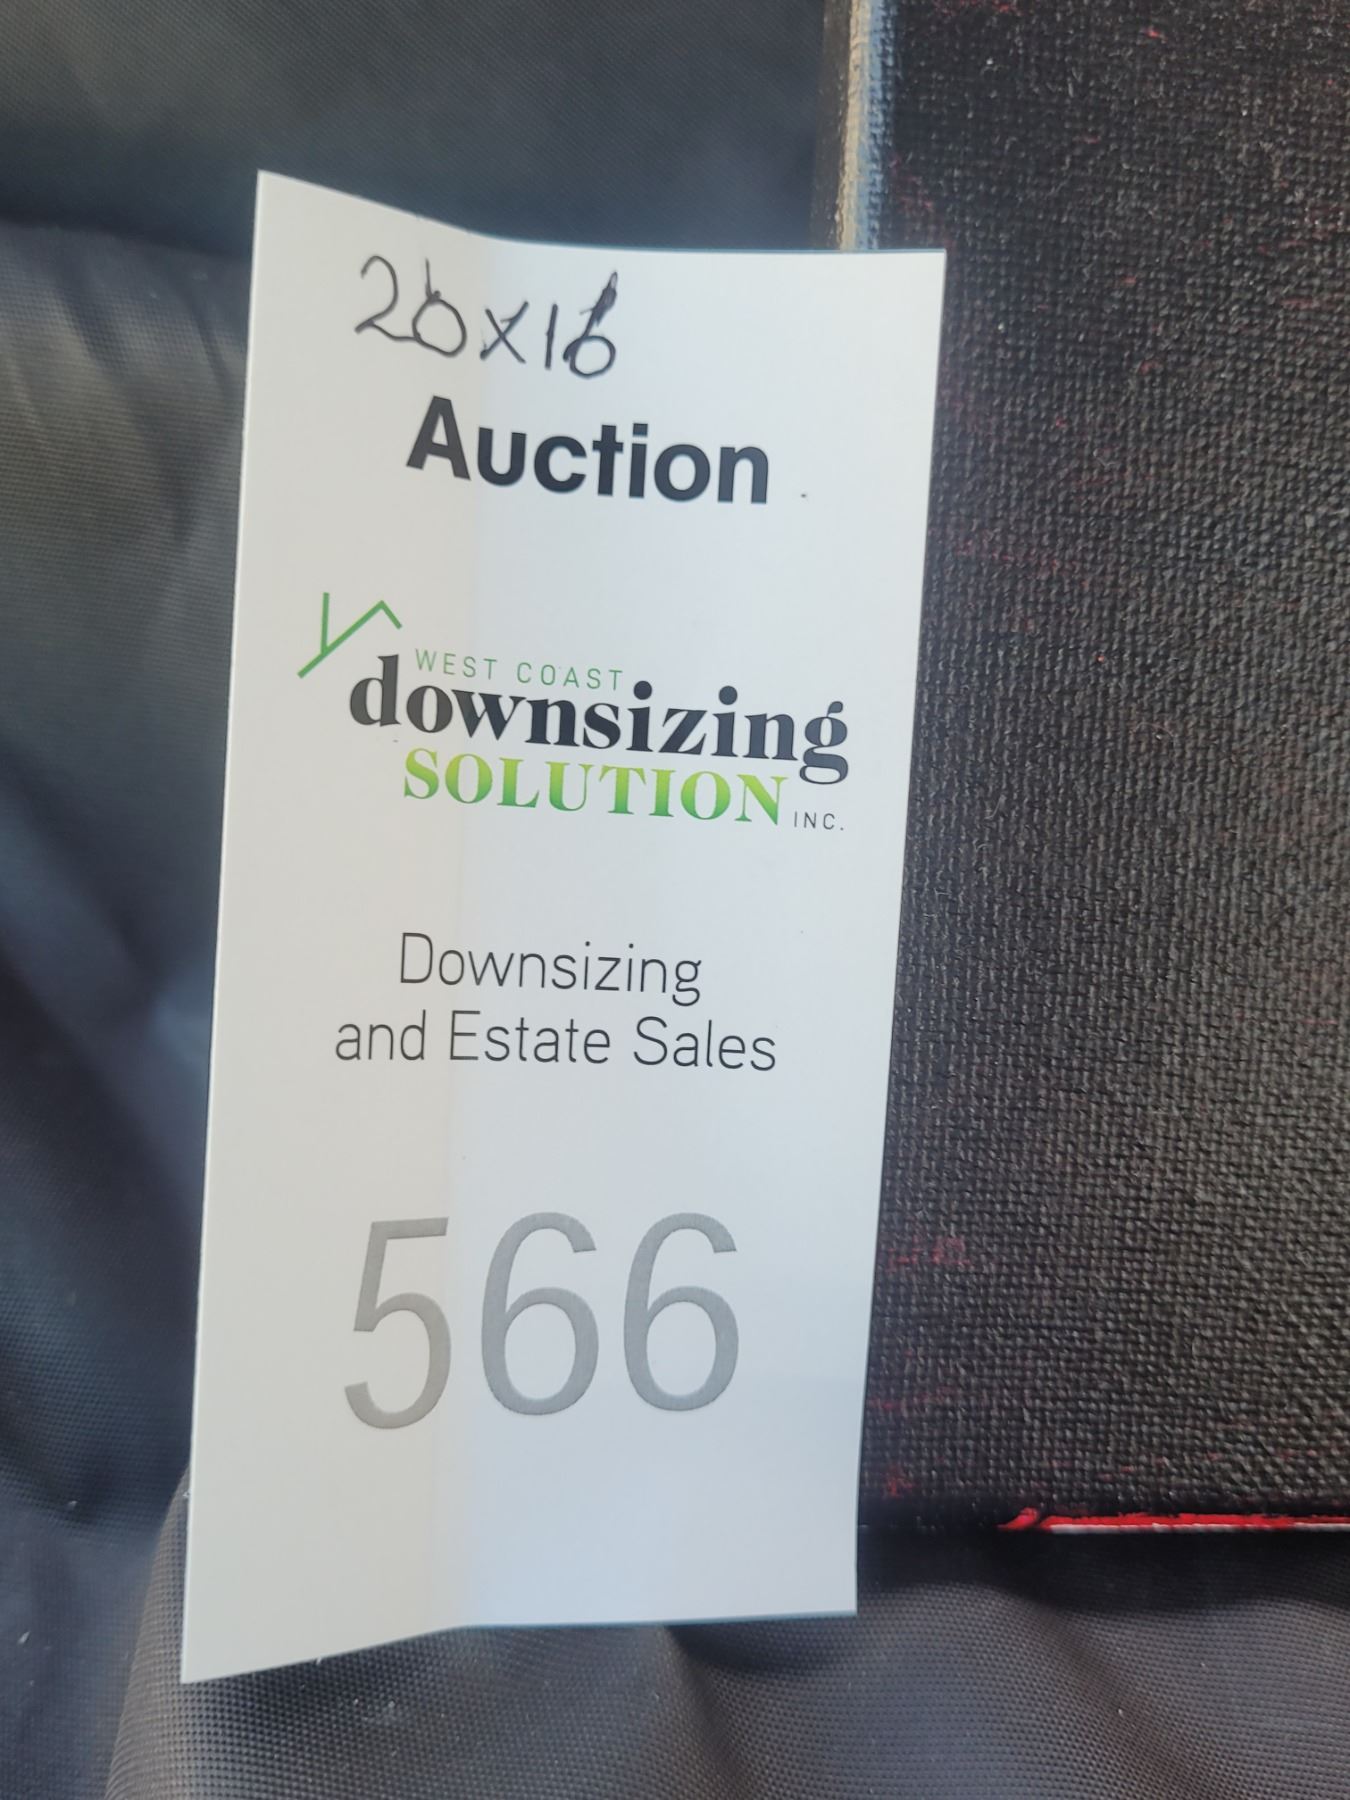 20x16
Auction
WEST COAST
downsizing
SOLUTION INC.
Downsizing
and Estate Sales
566